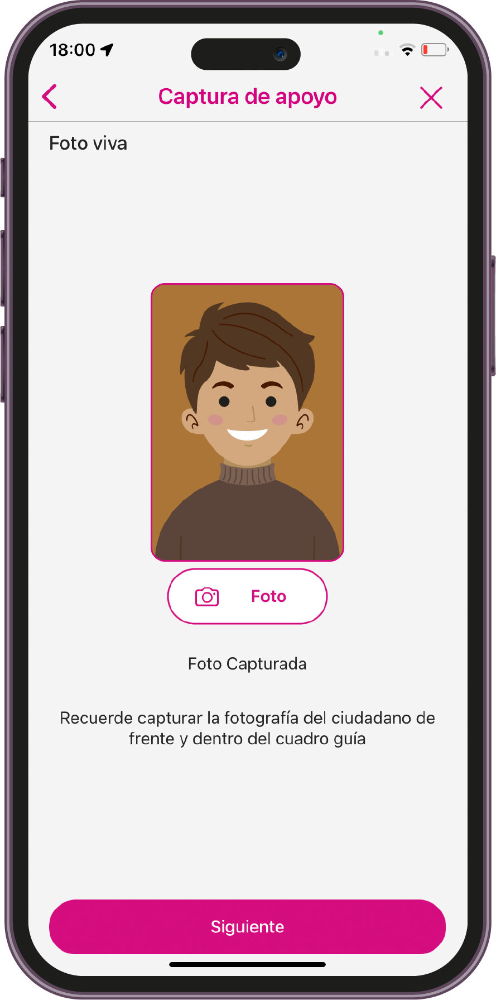 18:00
Captura de apoyo
Foto viva
Foto
Foto Capturada
Recuerde capturar la fotografía del ciudadano de
frente y dentro del cuadro guía
Siguiente